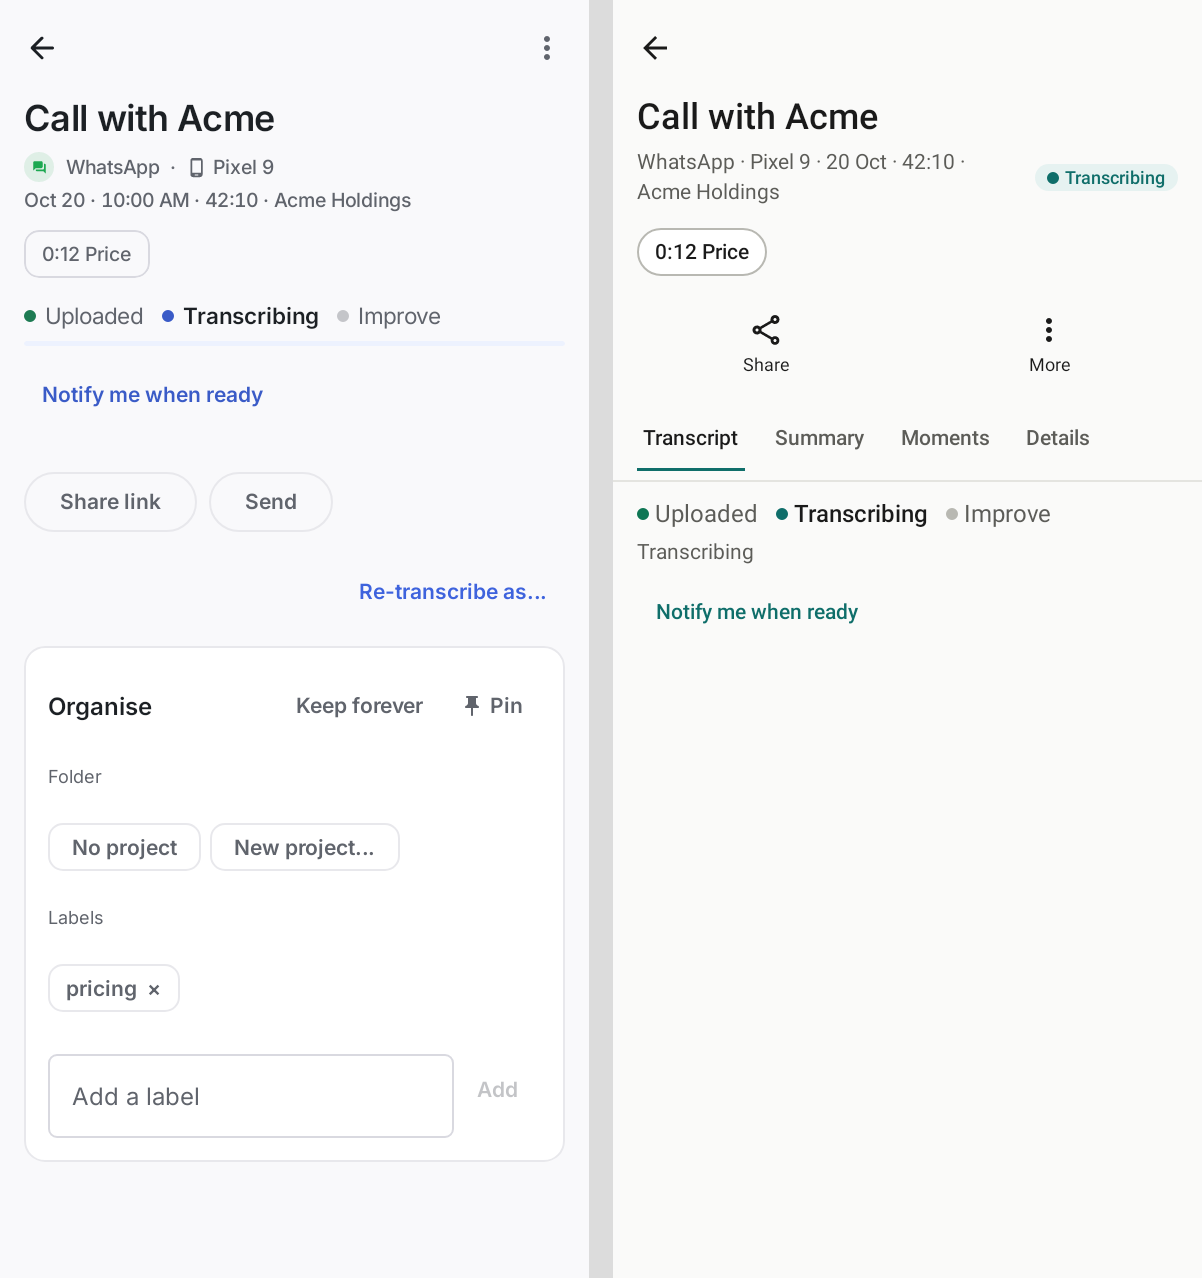 Call with Acme
WhatsApp · Pixel 9
Oct 20 · 10:00 AM · 42:10 · Acme Holdings
0:12 Price
Uploaded Transcribing Improve
Notify me when ready
Share link Send
Re-transcribe as...
Organise Keep forever Pin
Folder
No project New project...
Labels
pricing ×
Add a label Add
Call with Acme
WhatsApp · Pixel 9 · 20 Oct · 42:10 ·
Acme Holdings
Transcribing
0:12 Price
Share More
Transcript Summary Moments Details
Uploaded Transcribing Improve
Transcribing
Notify me when ready